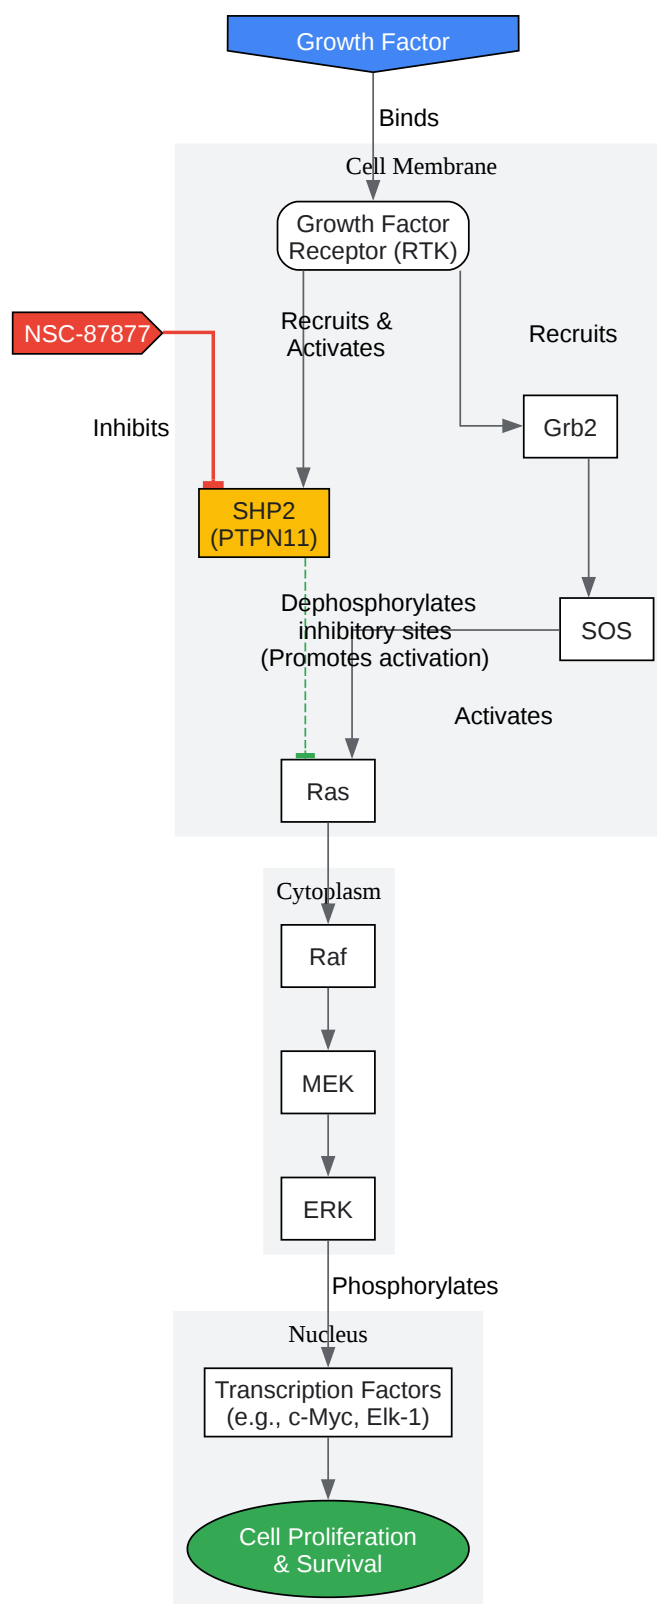 Growth Factor
Binds
Cell Membrane
Growth Factor
Receptor (RTK)
NSC-87877
Recruits &
Activates
Recruits
Inhibits
Grb2
SHP2
(PTPN11)
Dephosphorylates
inhibitory sites
(Promotes activation)
SOS
Activates
Ras
Cytoplasm
Raf
MEK
ERK
Phosphorylates
Nucleus
Transcription Factors
(e.g., c-Myc, Elk-1)
Cell Proliferation
& Survival